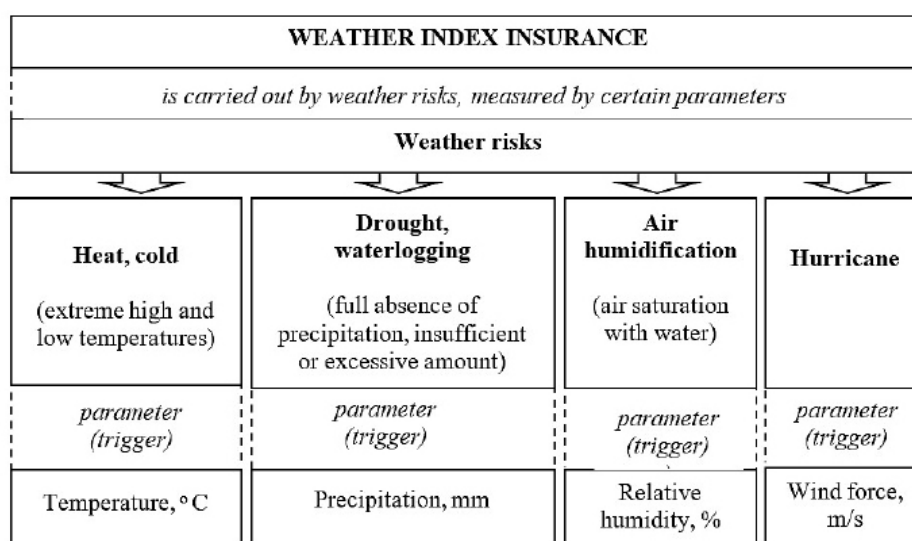 WEATHER INDEX INSURANCE
is carried out by weather risks, measured by certain parameters
Weather risks
Heat, cold
(extreme high and
low temperatures)
parameter
(trigger)
Temperature, ºC
Drought,
waterlogging
(full absence of
precipitation, insufficient
or excessive amount)
parameter
(trigger)
Precipitation, mm
Air
humidification
(air saturation
with water)
parameter
(trigger)
Relative
humidity, %
Hurricane
parameter
(trigger)
Wind force,
m/s